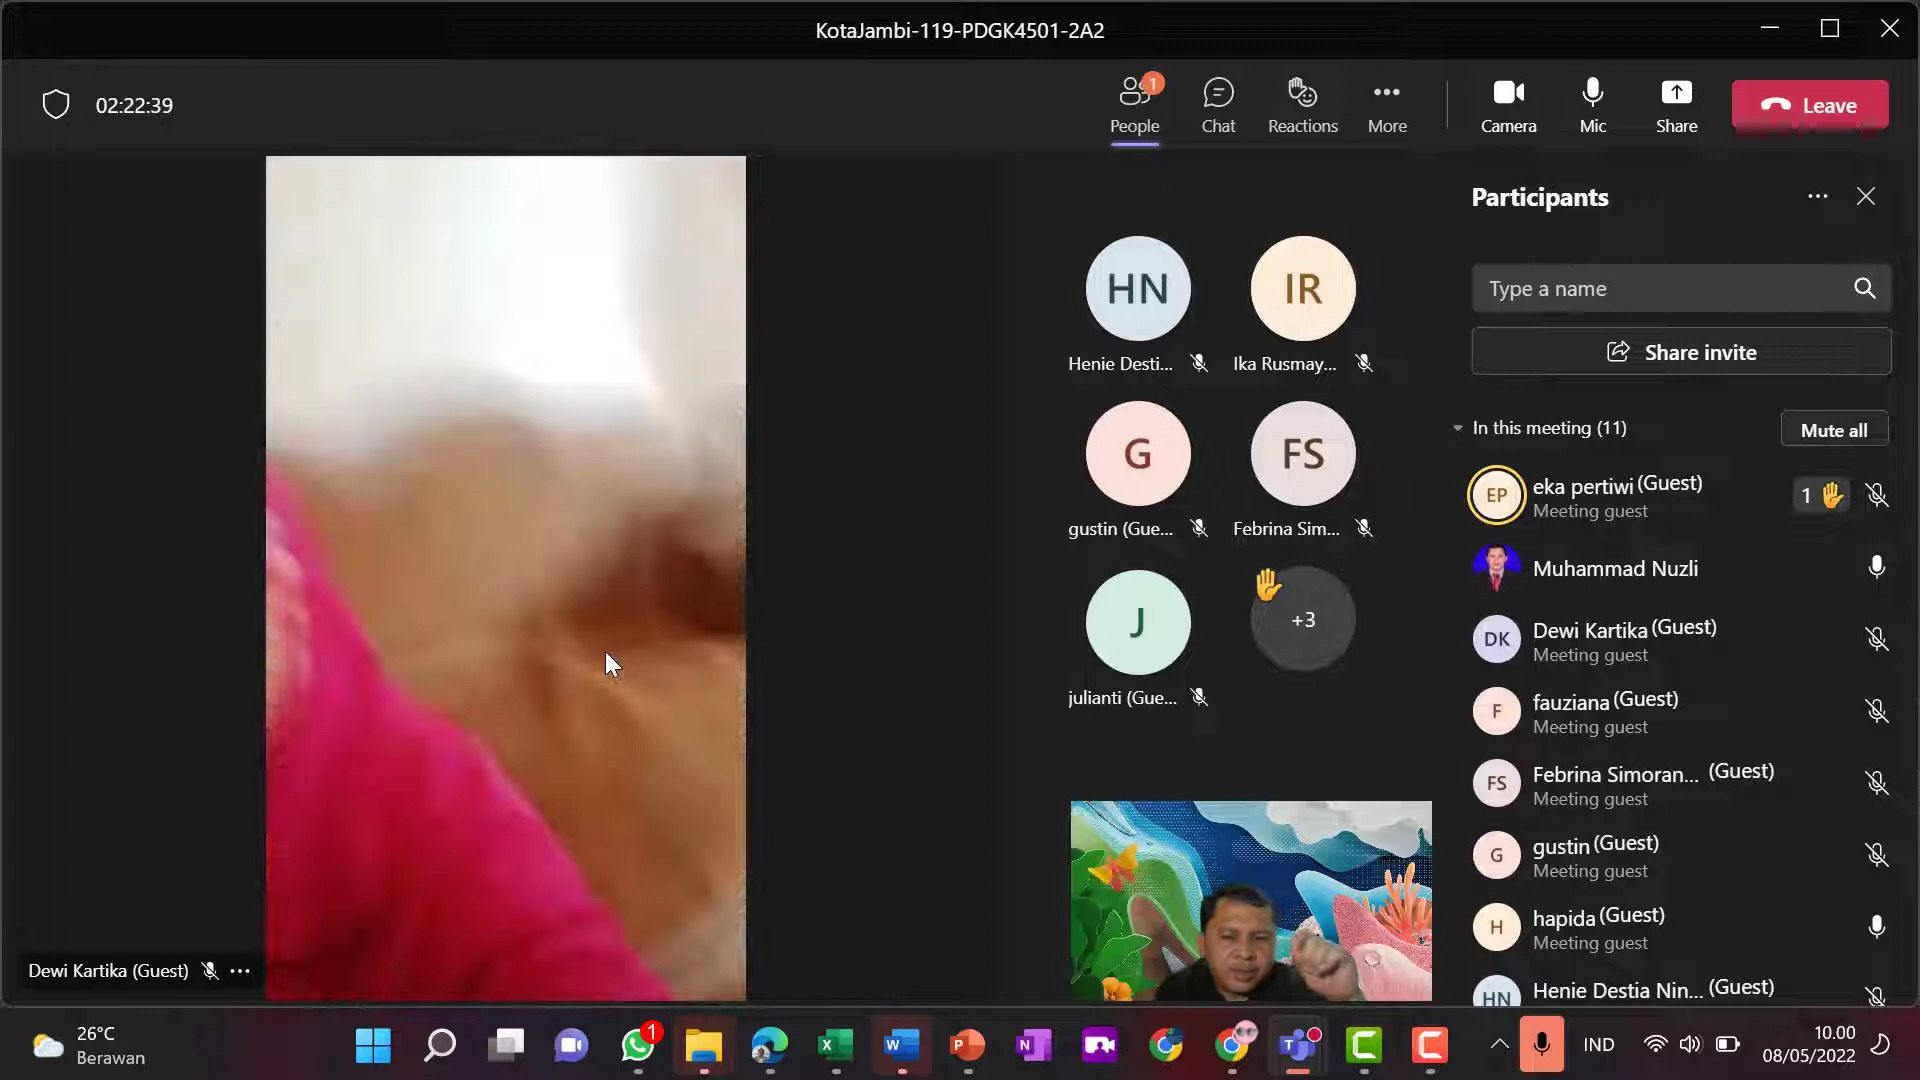 KotaJambi-119-PDGK4501-2A2
02:22:39
1
People
Chat
Reactions
More
Camera
Mic
Share
Leave
Participants
Type a name
Share invite
In this meeting (11)
Mute all
HN
Henie Desti...
IR
Ika Rusmay...
G
gustin (Gue...
FS
Febrina Sim...
J
julianti (Gue...
+3
EP
eka pertiwi (Guest)
Meeting guest
1
Muhammad Nuzli
DK
Dewi Kartika (Guest)
Meeting guest
F
fauziana (Guest)
Meeting guest
FS
Febrina Simoran... (Guest)
Meeting guest
G
gustin (Guest)
Meeting guest
H
hapida (Guest)
Meeting guest
HN
Henie Destia Nin... (Guest)
Dewi Kartika (Guest)
26°C
Berawan
1
IND
10.00
08/05/2022